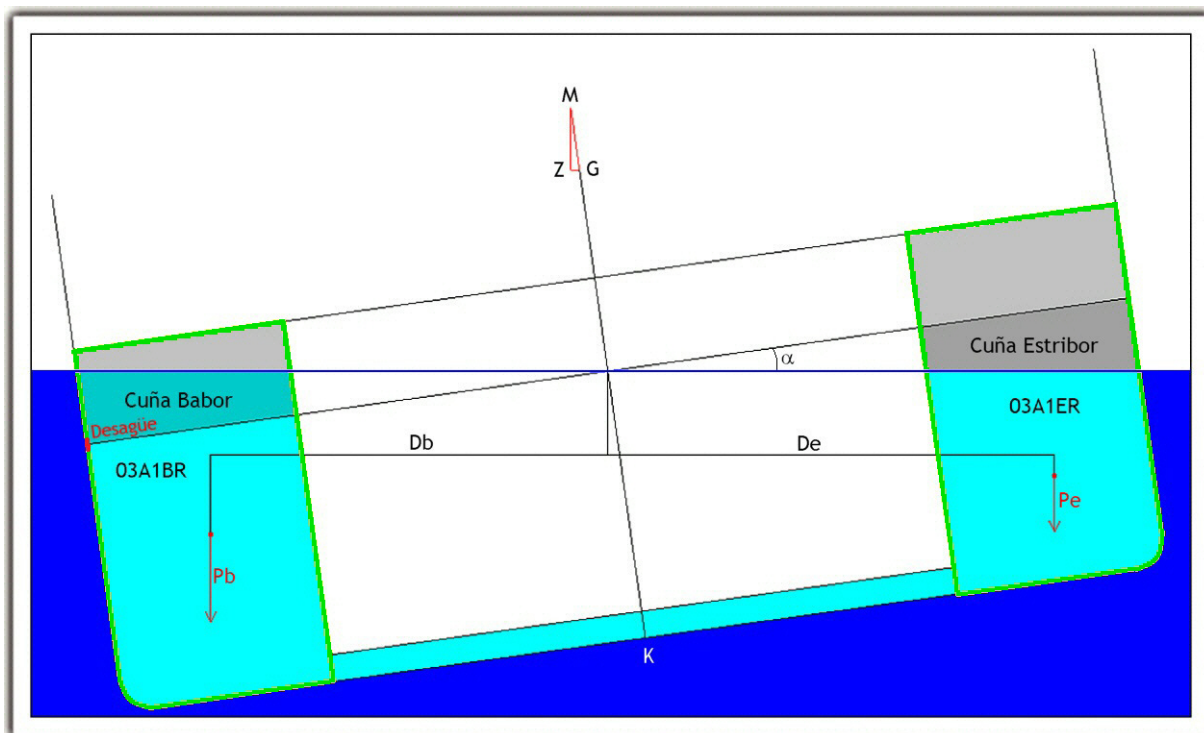 M
Z
G
Cuña Estribor
α
Cuña Babor
03A1ER
Desagüe
Db
De
03A1BR
Pe
Pb
K